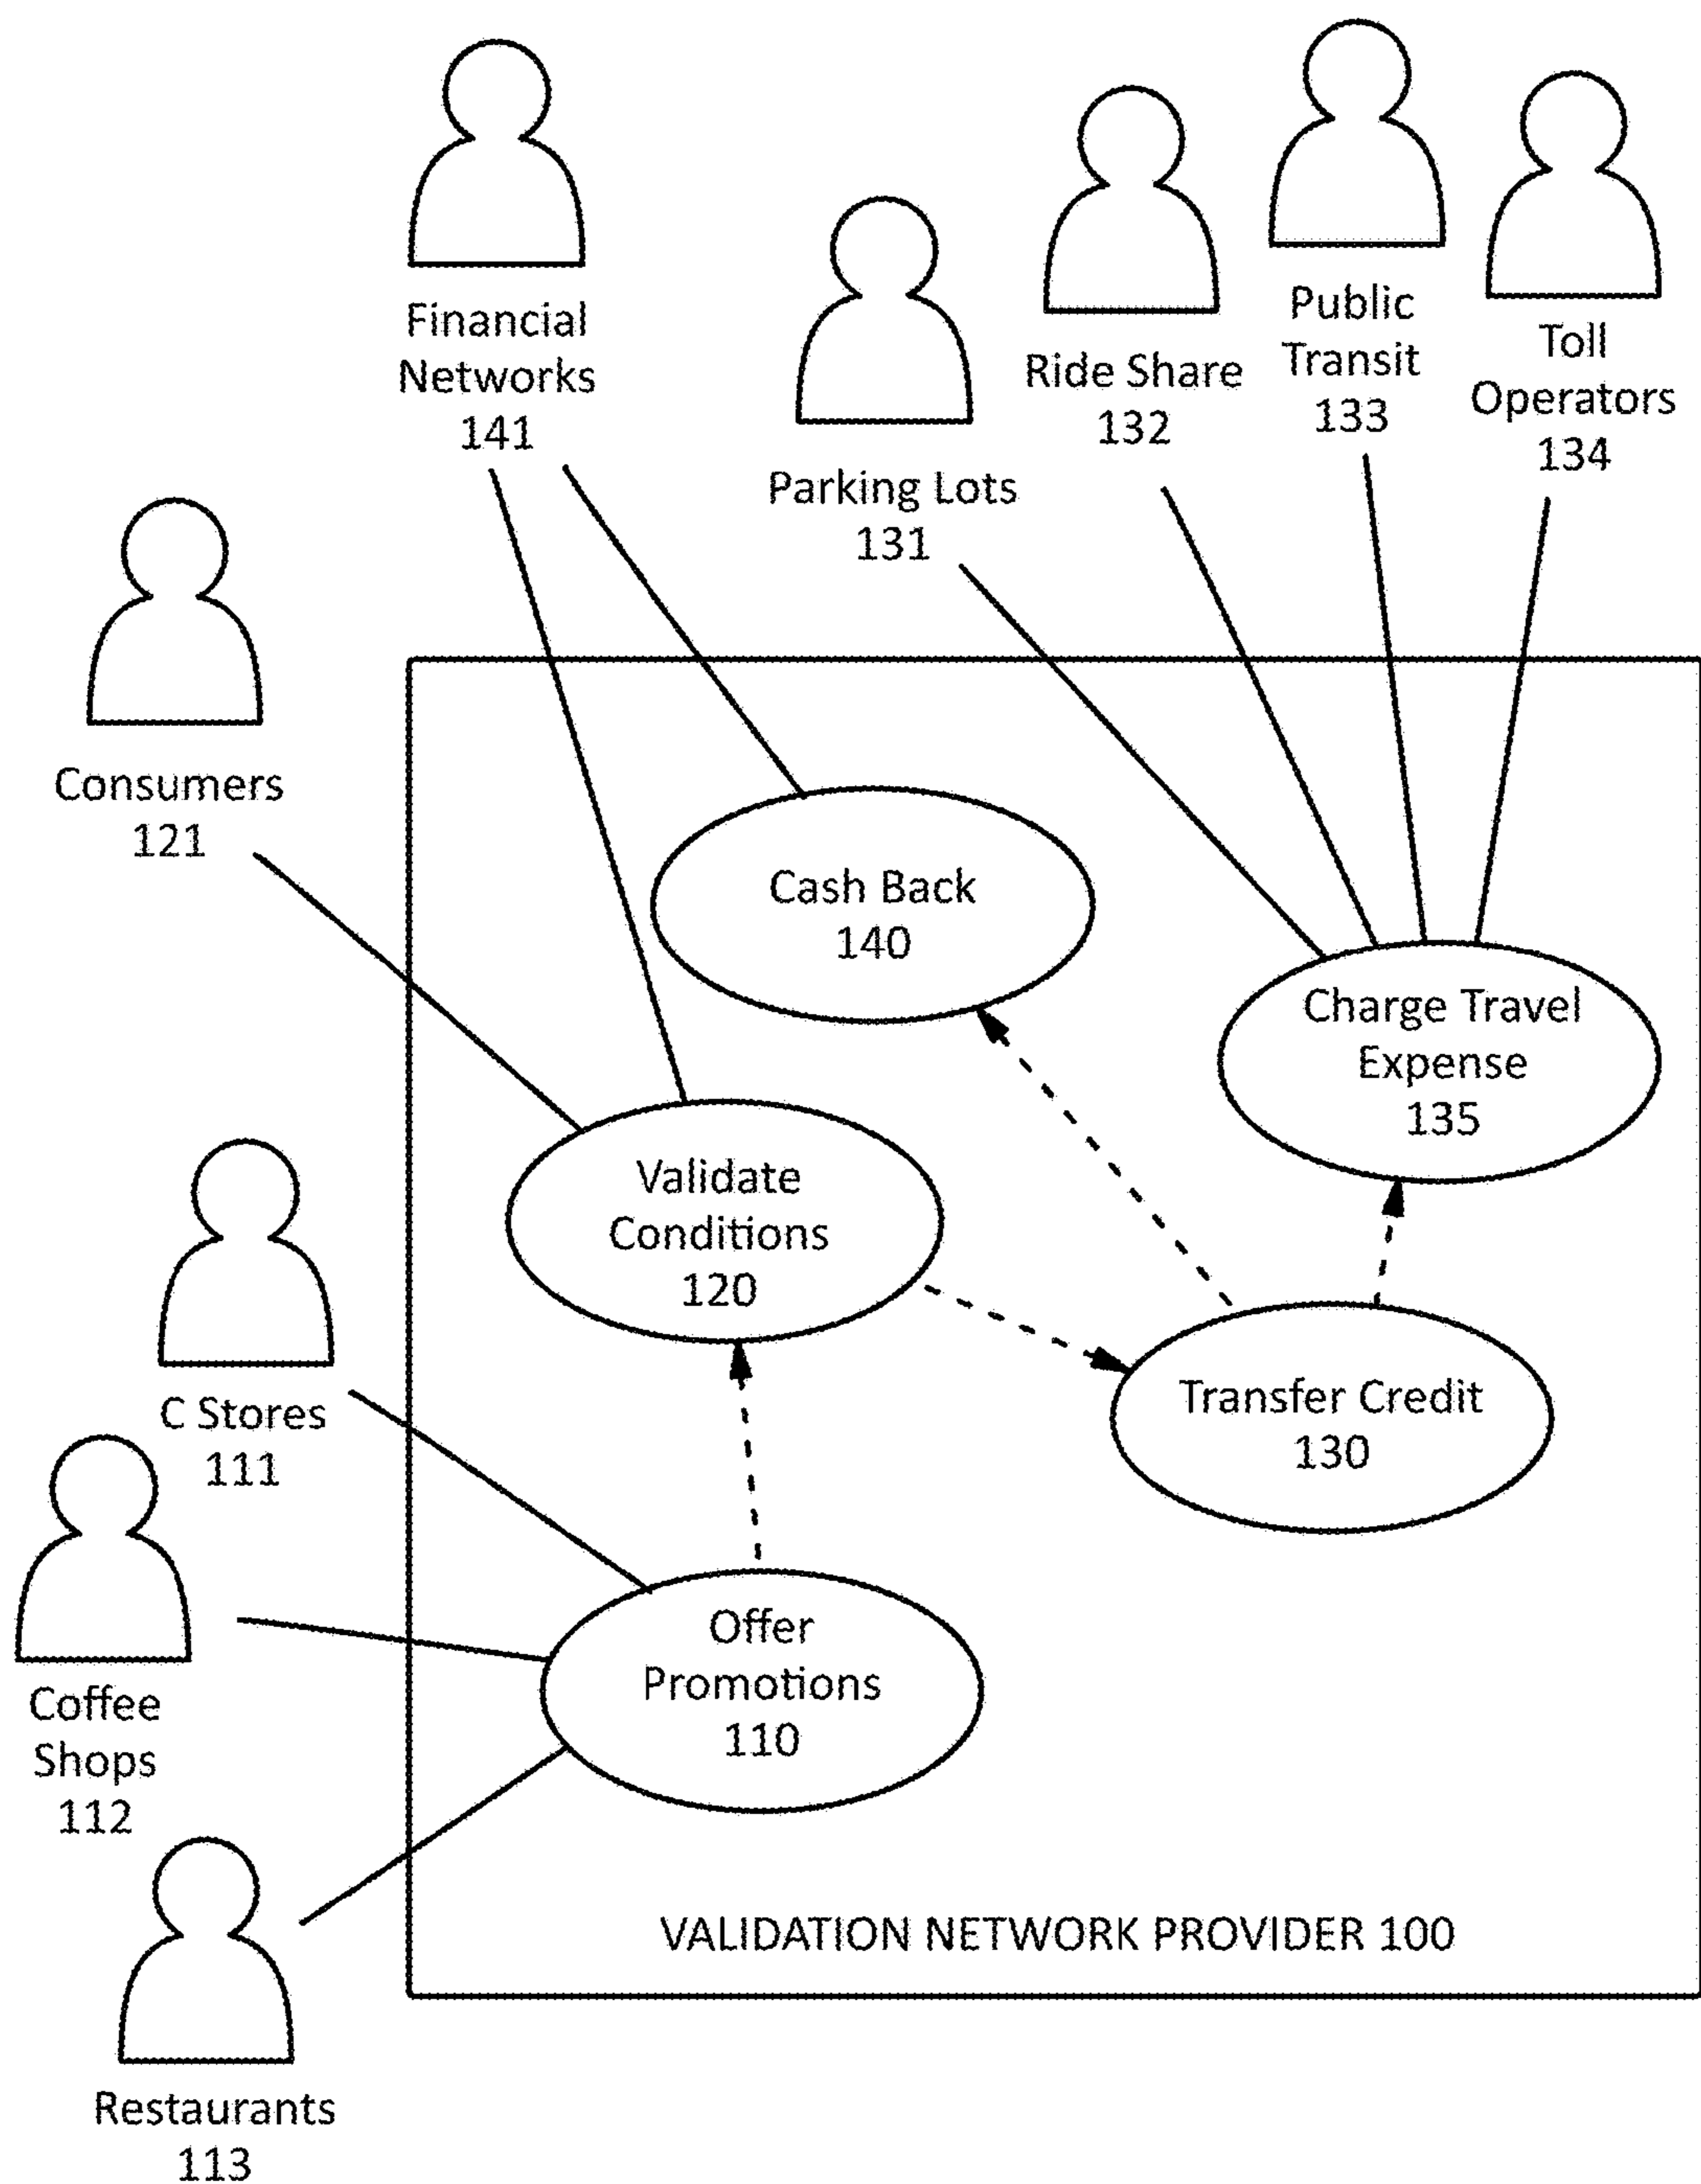 Financial
Networks
141
Parking Lots
131
Ride Share
132
Public
Transit
133
Toll
Operators
134
Consumers
121
Cash Back
140
Charge Travel
Expense
135
Validate
Conditions
120
Transfer Credit
130
C Stores
111
Coffee
Shops
112
Offer
Promotions
110
Restaurants
113
VALIDATION NETWORK PROVIDER 100